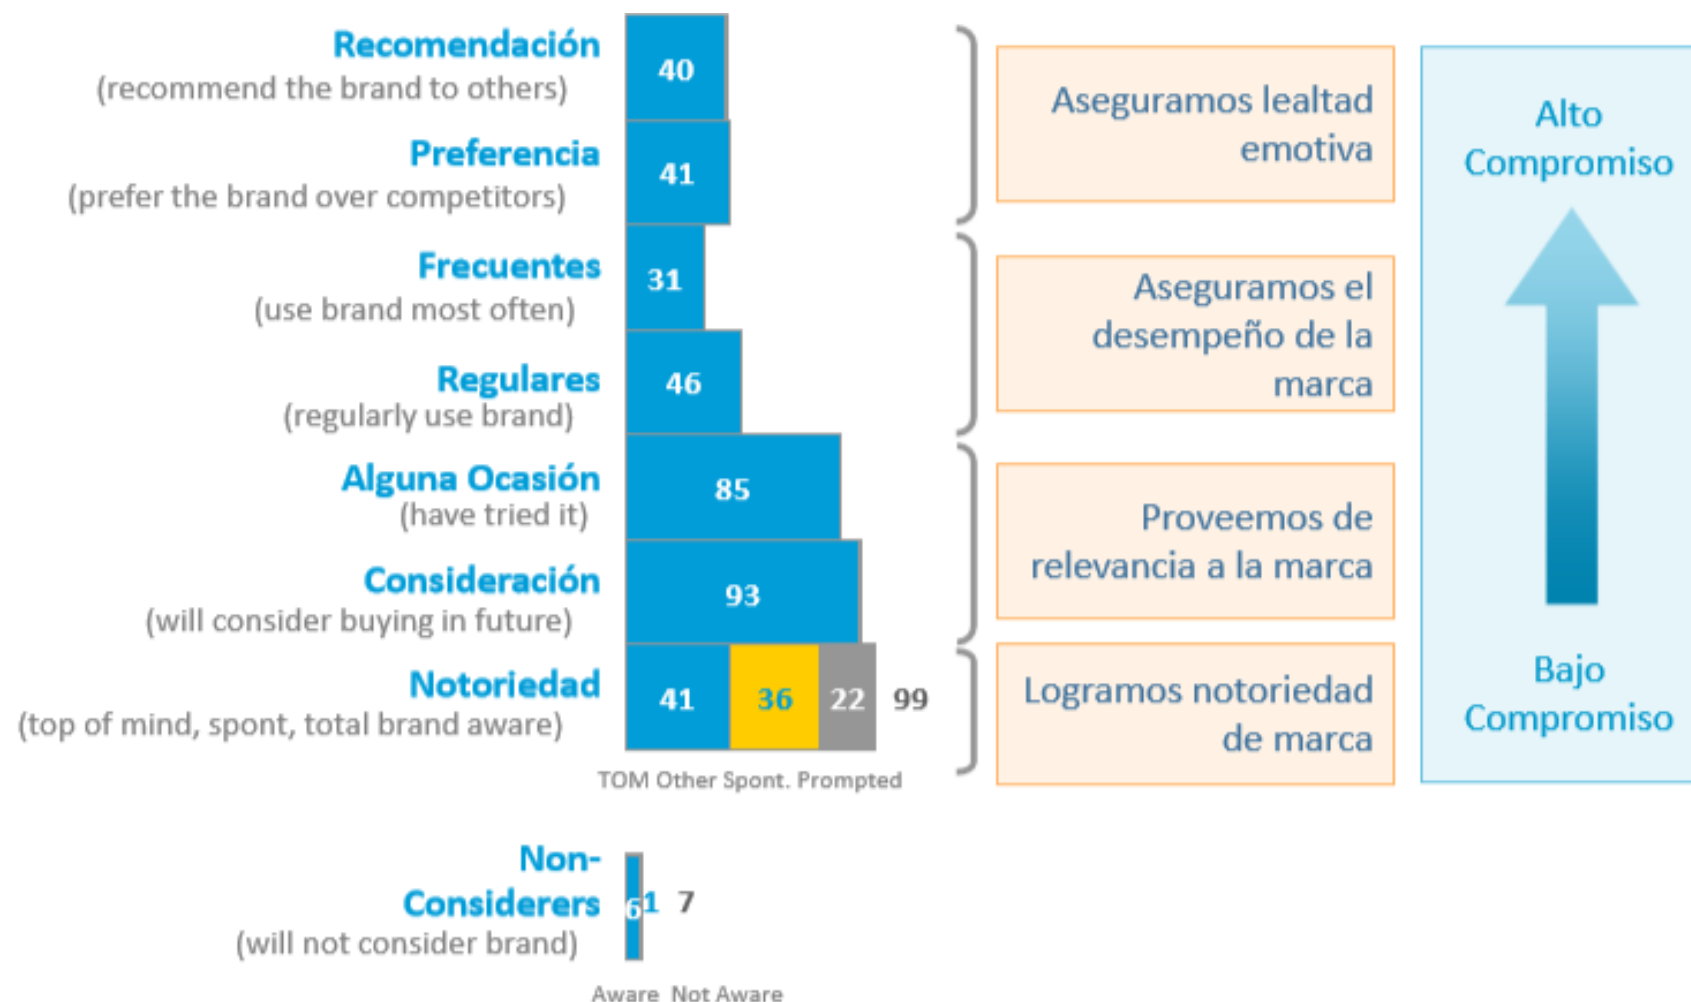 Recomendación
(recommend the brand to others)
40
Preferencia
(prefer the brand over competitors)
41
Aseguramos lealtad
emotiva
Frecuentes
(use brand most often)
31
Regulares
(regularly use brand)
46
Aseguramos el
desempeño de la
marca
Alguna Ocasión
(have tried it)
85
Consideración
(will consider buying in future)
93
Proveemos de
relevancia a la marca
Notoriedad
(top of mind, spont, total brand aware)
41 36 22 99
TOM Other Spont. Prompted
Logramos notoriedad
de marca
Alto
Compromiso
Bajo
Compromiso
Non-
Considerers
(will not consider brand)
6 1 7
Aware Not Aware